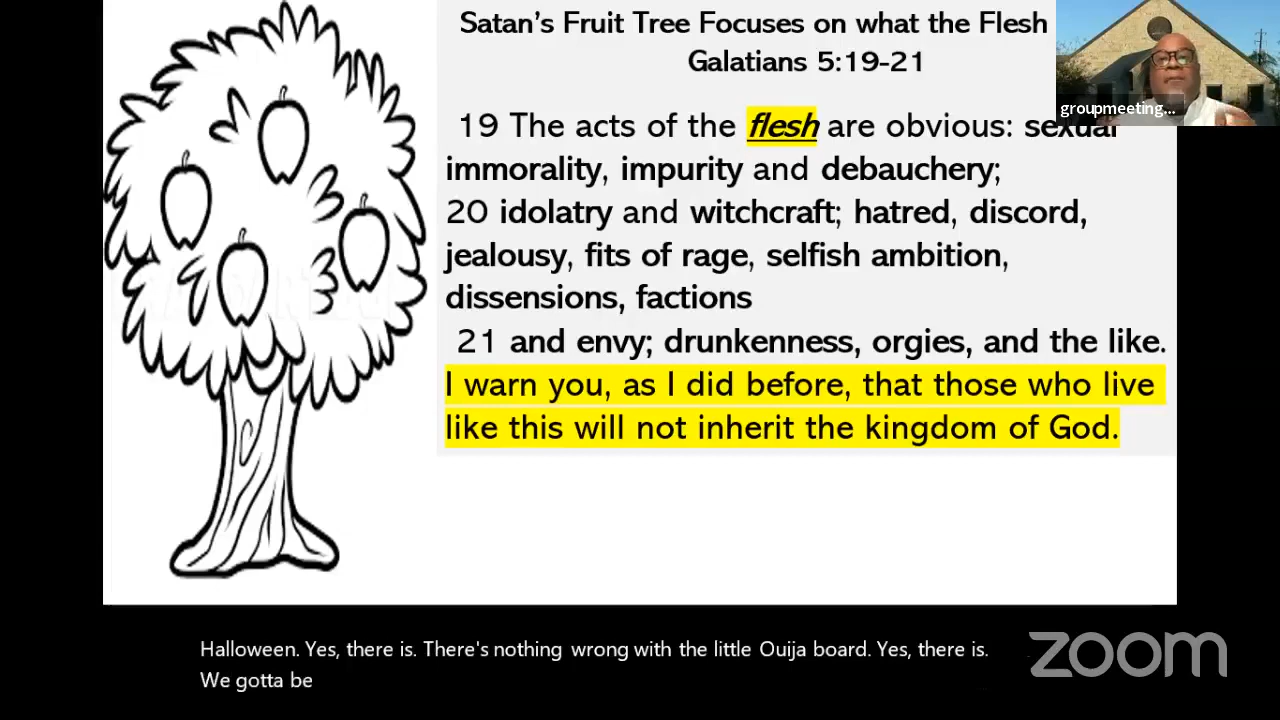 Satan's Fruit Tree Focuses on what the Flesh
Galatians 5:19-21
groupmeeting...
19 The acts of the flesh are obvious: sexual
immorality, impurity and debauchery;
20 idolatry and witchcraft; hatred, discord,
jealousy, fits of rage, selfish ambition,
dissensions, factions
21 and envy; drunkenness, orgies, and the like.
I warn you, as I did before, that those who live
like this will not inherit the kingdom of God.
Halloween. Yes, there is. There's nothing wrong with the little Ouija board. Yes, there is.
We gotta be
zoom